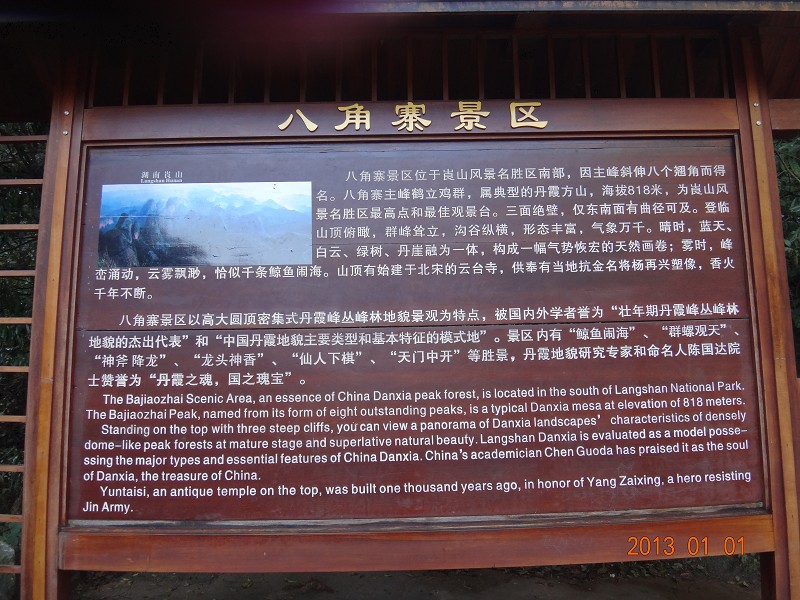 八角寨景区
湖南崀山
Langshan Hunan
八角寨景区位于崀山风景名胜区南部，因主峰斜伸八个翘角而得
名。八角寨主峰鹤立鸡群，属典型的丹霞方山，海拔818米，为崀山风
景名胜区最高点和最佳观景台。三面绝壁，仅东南面有曲径可及。登临
山顶俯瞰，群峰耸立，沟谷纵横，形态丰富，气象万千。晴时，蓝天、
白云、绿树、丹崖融为一体，构成一幅气势恢宏的天然画卷；雾时，峰
峦涌动，云雾飘渺，恰似千条鲸鱼闹海。山顶有始建于北宋的云台寺，供奉有当地抗金名将杨再兴塑像，香火
千年不断。
八角寨景区以高大圆顶密集式丹霞峰丛峰林地貌景观为特点，被国内外学者誉为“壮年期丹霞峰丛峰林
地貌的杰出代表”和“中国丹霞地貌主要类型和基本特征的模式地”。景区内有“鲸鱼闹海”、“群螺观天”、
“神斧降龙”、“龙头神香”、“仙人下棋”、“天门中开”等胜景，丹霞地貌研究专家和命名人陈国达院
士赞誉为“丹霞之魂，国之瑰宝”。
The Bajiaozhai Scenic Area, an essence of China Danxia peak forest, is located in the south of Langshan National Park.
The Bajiaozhai Peak, named from its form of eight outstanding peaks, is a typical Danxia mesa at elevation of 818 meters.
Standing on the top with three steep cliffs, you can view a panorama of Danxia landscapes’ characteristics of densely
dome-like peak forests at mature stage and superlative natural beauty. Langshan Danxia is evaluated as a model posse-
ssing the major types and essential features of China Danxia. China’s academician Chen Guoda has praised it as the soul
of Danxia, the treasure of China.
Yuntaisi, an antique temple on the top, was built one thousand years ago, in honor of Yang Zaixing, a hero resisting
Jin Army.
2013 01 01